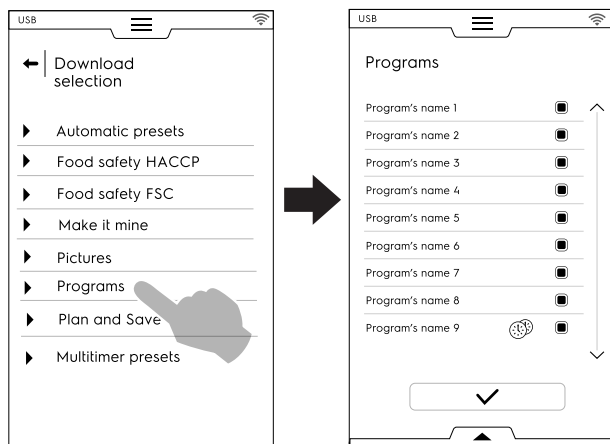 USB
Download
selection
Automatic presets
Food safety HACCP
Food safety FSC
Make it mine
Pictures
Programs
Plan and Save
Multitimer presets
USB
Programs
Program's name 1
Program's name 2
Program's name 3
Program's name 4
Program's name 5
Program's name 6
Program's name 7
Program's name 8
Program's name 9